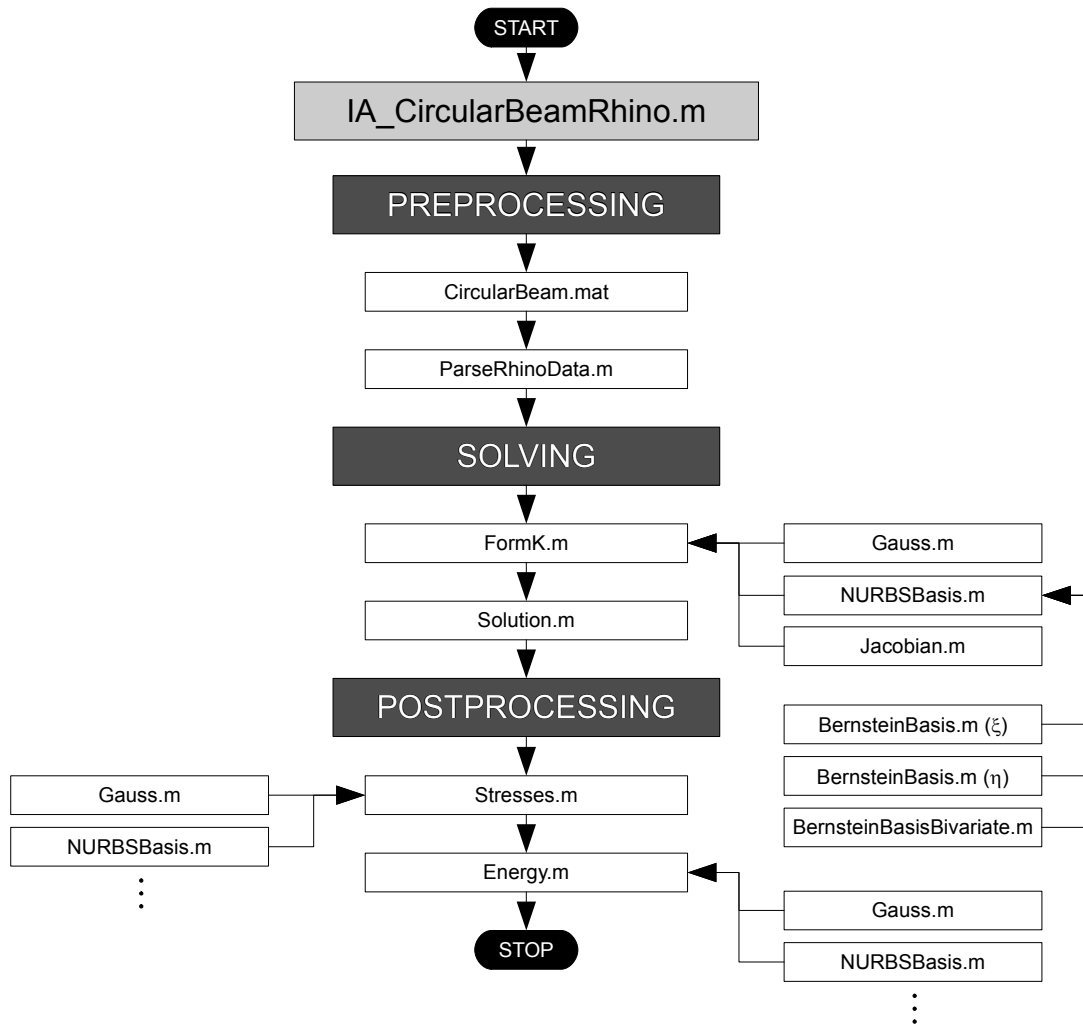 START
IA_CircularBeamRhino.m
PREPROCESSING
CircularBeam.mat
ParseRhinoData.m
SOLVING
FormK.m
Gauss.m
NURBSBasis.m
Solution.m
Jacobian.m
POSTPROCESSING
BernsteinBasis.m (ξ)
BernsteinBasis.m (η)
BernsteinBasisBivariate.m
Gauss.m
Stresses.m
NURBSBasis.m
Energy.m
Gauss.m
STOP
NURBSBasis.m